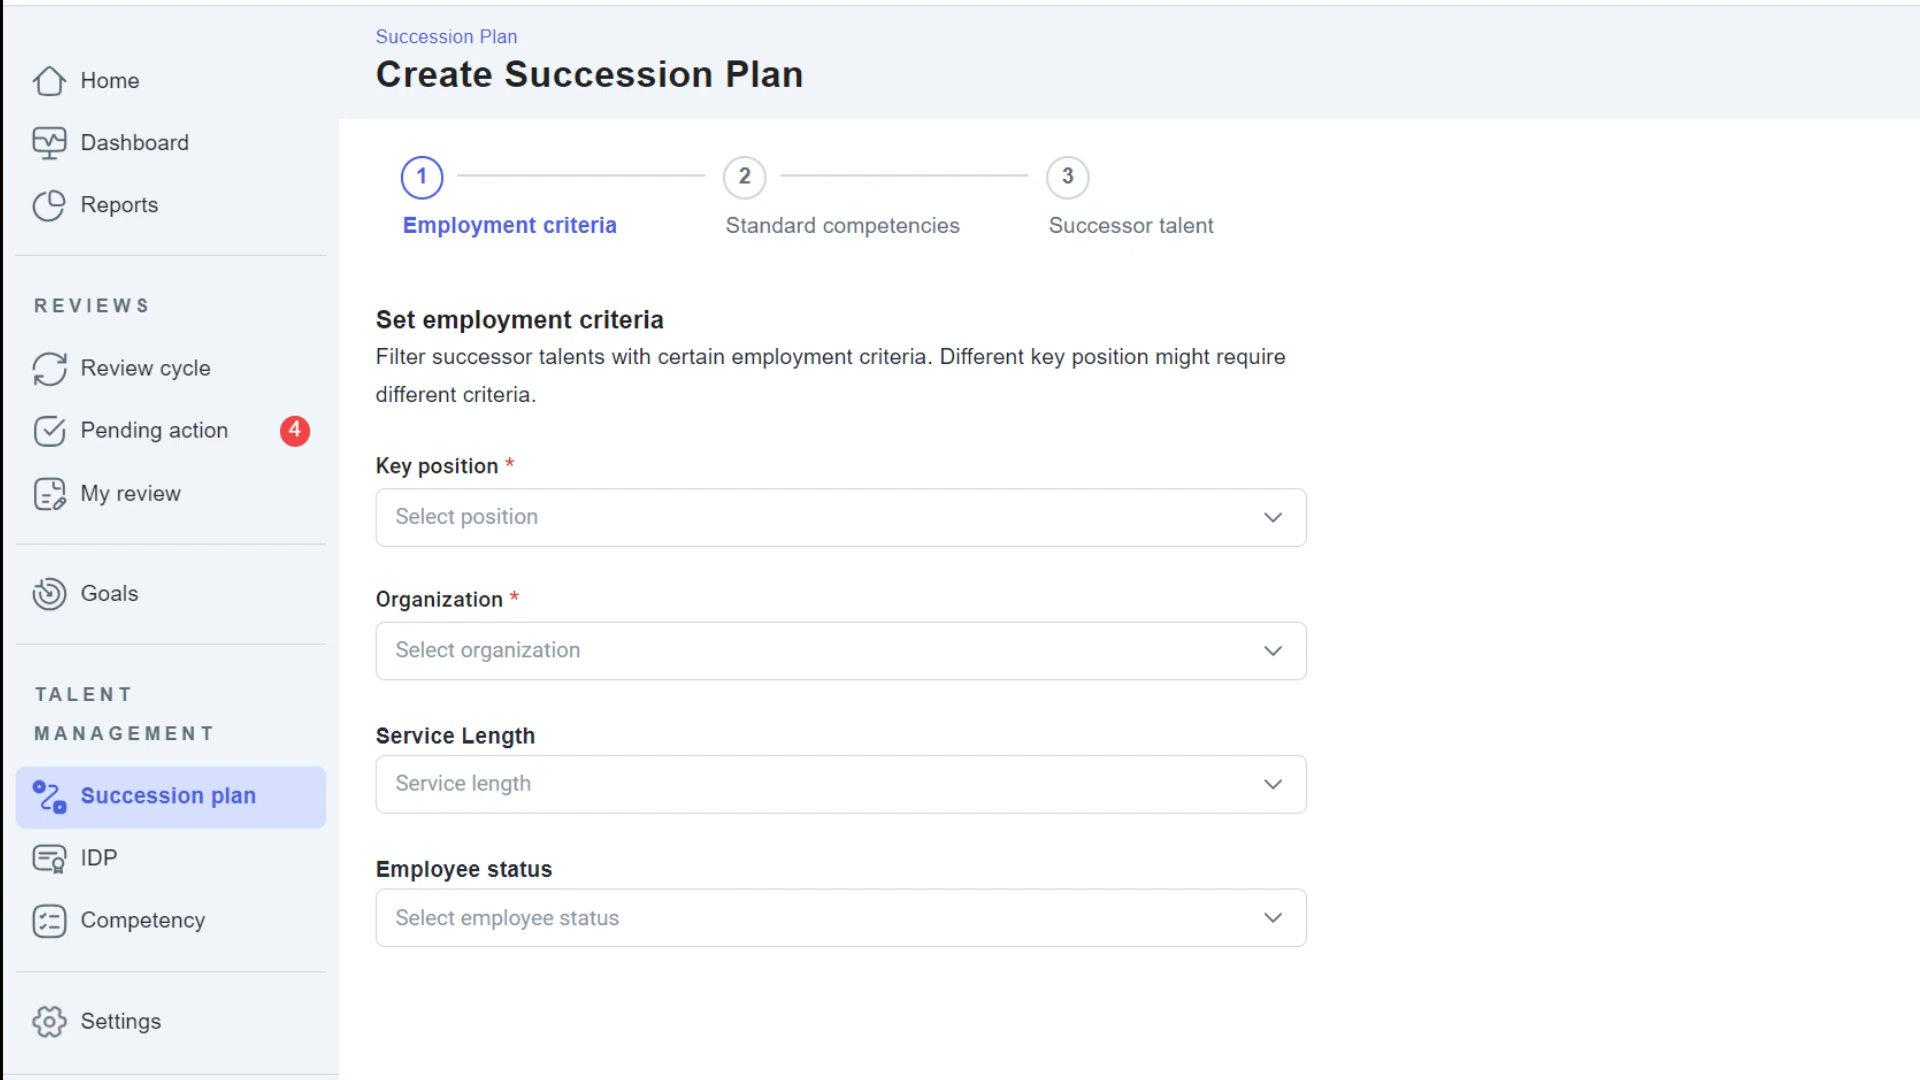 Home
Dashboard
Reports
REVIEWS
Review cycle
Pending action 4
My review
Goals
TALENT
MANAGEMENT
Succession plan
IDP
Competency
Settings
Succession Plan
Create Succession Plan
1 2 3
Employment criteria Standard competencies Successor talent
Set employment criteria
Filter successor talents with certain employment criteria. Different key position might require
different criteria.
Key position *
Select position
Organization *
Select organization
Service Length
Service length
Employee status
Select employee status